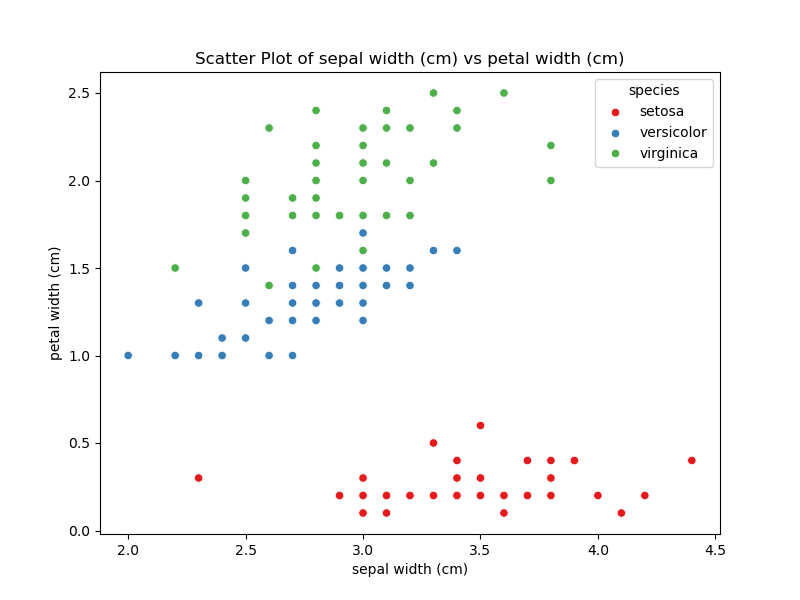 Scatter Plot of sepal width (cm) vs petal width (cm)
species
setosa
versicolor
virginica
2.5
2.0
1.5
1.0
0.5
0.0
petal width (cm)
2.0 2.5 3.0 3.5 4.0 4.5
sepal width (cm)